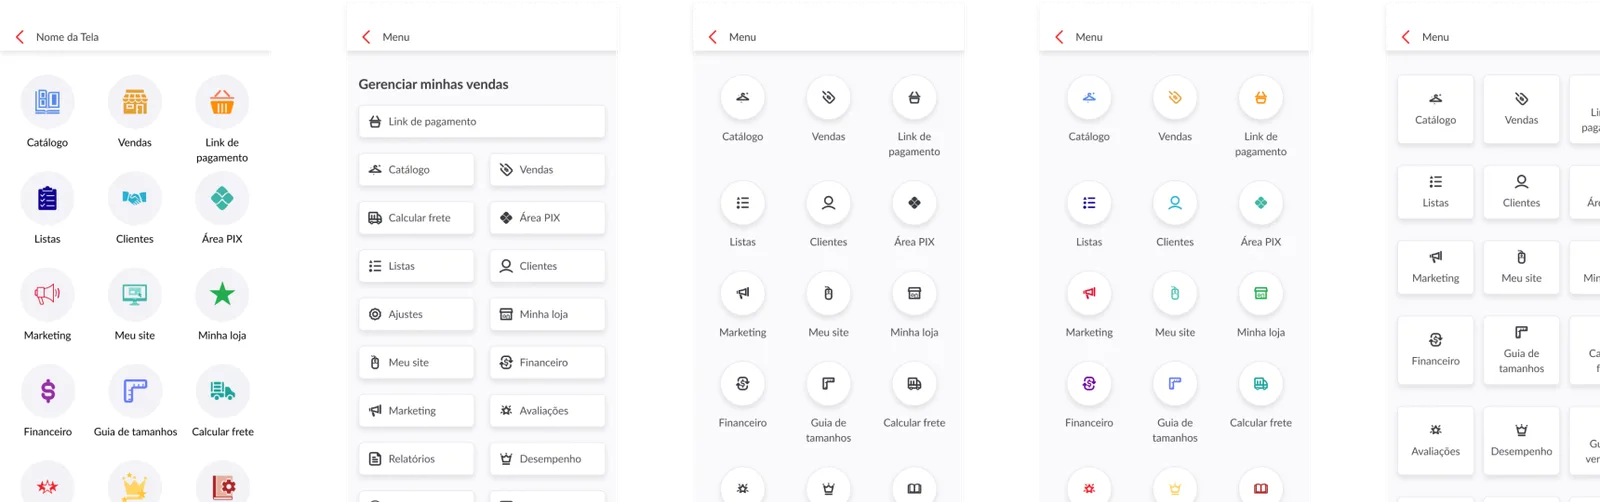 Nome da Tela
Catálogo
Vendas
Link de
pagamento
Listas
Clientes
Área PIX
Marketing
Meu site
Minha loja
Financeiro
Guia de tamanhos
Calcular frete
Menu
Gerenciar minhas vendas
Link de pagamento
Catálogo
Vendas
Calcular frete
Área PIX
Listas
Clientes
Ajustes
Minha loja
Meu site
Financeiro
Marketing
Avaliações
Relatórios
Desempenho
Menu
Catálogo
Vendas
Link de
pagamento
Listas
Clientes
Área PIX
Marketing
Meu site
Minha loja
Financeiro
Guia de
tamanhos
Calcular frete
Menu
Catálogo
Vendas
Link de
pagamento
Listas
Clientes
Área PIX
Marketing
Meu site
Minha loja
Financeiro
Guia de
tamanhos
Calcular frete
Menu
Catálogo
Vendas
Listas
Clientes
Marketing
Meu site
Financeiro
Guia de
tamanhos
Avaliações
Desempenho